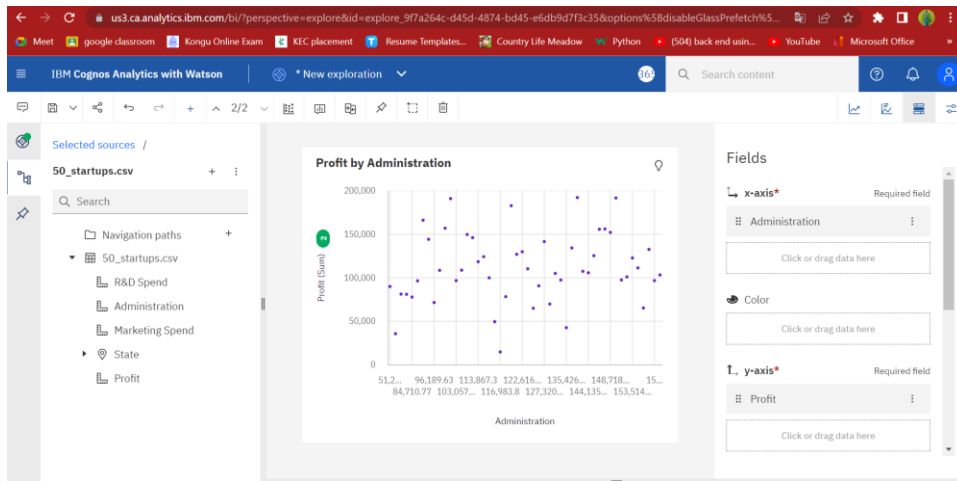 us3.ca.analytics.ibm.com/bi/?perspective=explore&id=explore_9f7a264c-d45d-4874-bd45-e6db9d7f3c35&options%5BdisableGlassPrefetch%5...
Meet google classroom Kongu Online Exam KEC placement Resume Templates... Country Life Meadow Python (504) back end usin... YouTube Microsoft Office »
IBM Cognos Analytics with Watson * New exploration Search content
2/2
Selected sources /
50_startups.csv
Search
Navigation paths
50_startups.csv
R&D Spend
Administration
Marketing Spend
State
Profit
Profit by Administration
200,000
150,000
100,000
50,000
0
2
Profit (Sum)
51,2... 96,189.63 113,867.3 122,616... 135,426... 148,718... 15...
84,710.77 103,057... 116,983.8 127,320... 144,135... 153,514...
Administration
Fields
x-axis* Required field
Administration
Click or drag data here
Color
Click or drag data here
y-axis* Required field
Profit
Click or drag data here